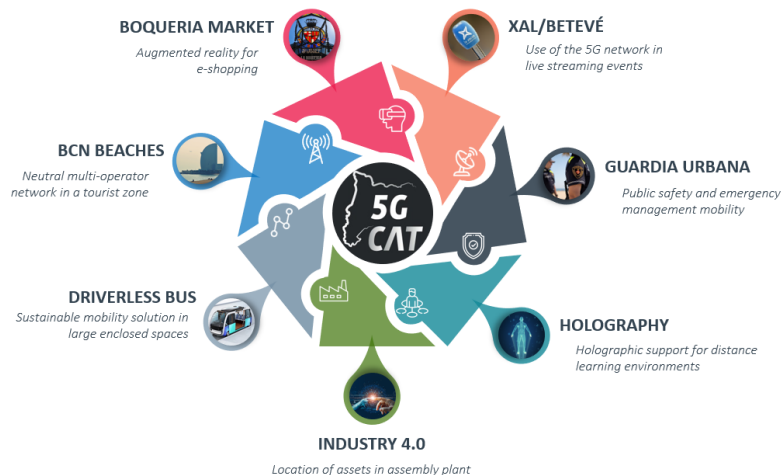 BOQUERIA MARKET
Augmented reality for
e-shopping
XAL/BETEVÉ
Use of the 5G network in
live streaming events
BCN BEACHES
Neutral multi-operator
network in a tourist zone
GUARDIA URBANA
Public safety and emergency
management mobility
5G
CAT
DRIVERLESS BUS
Sustainable mobility solution in
large enclosed spaces
HOLOGRAPHY
Holographic support for distance
learning environments
INDUSTRY 4.0
Location of assets in assembly plant